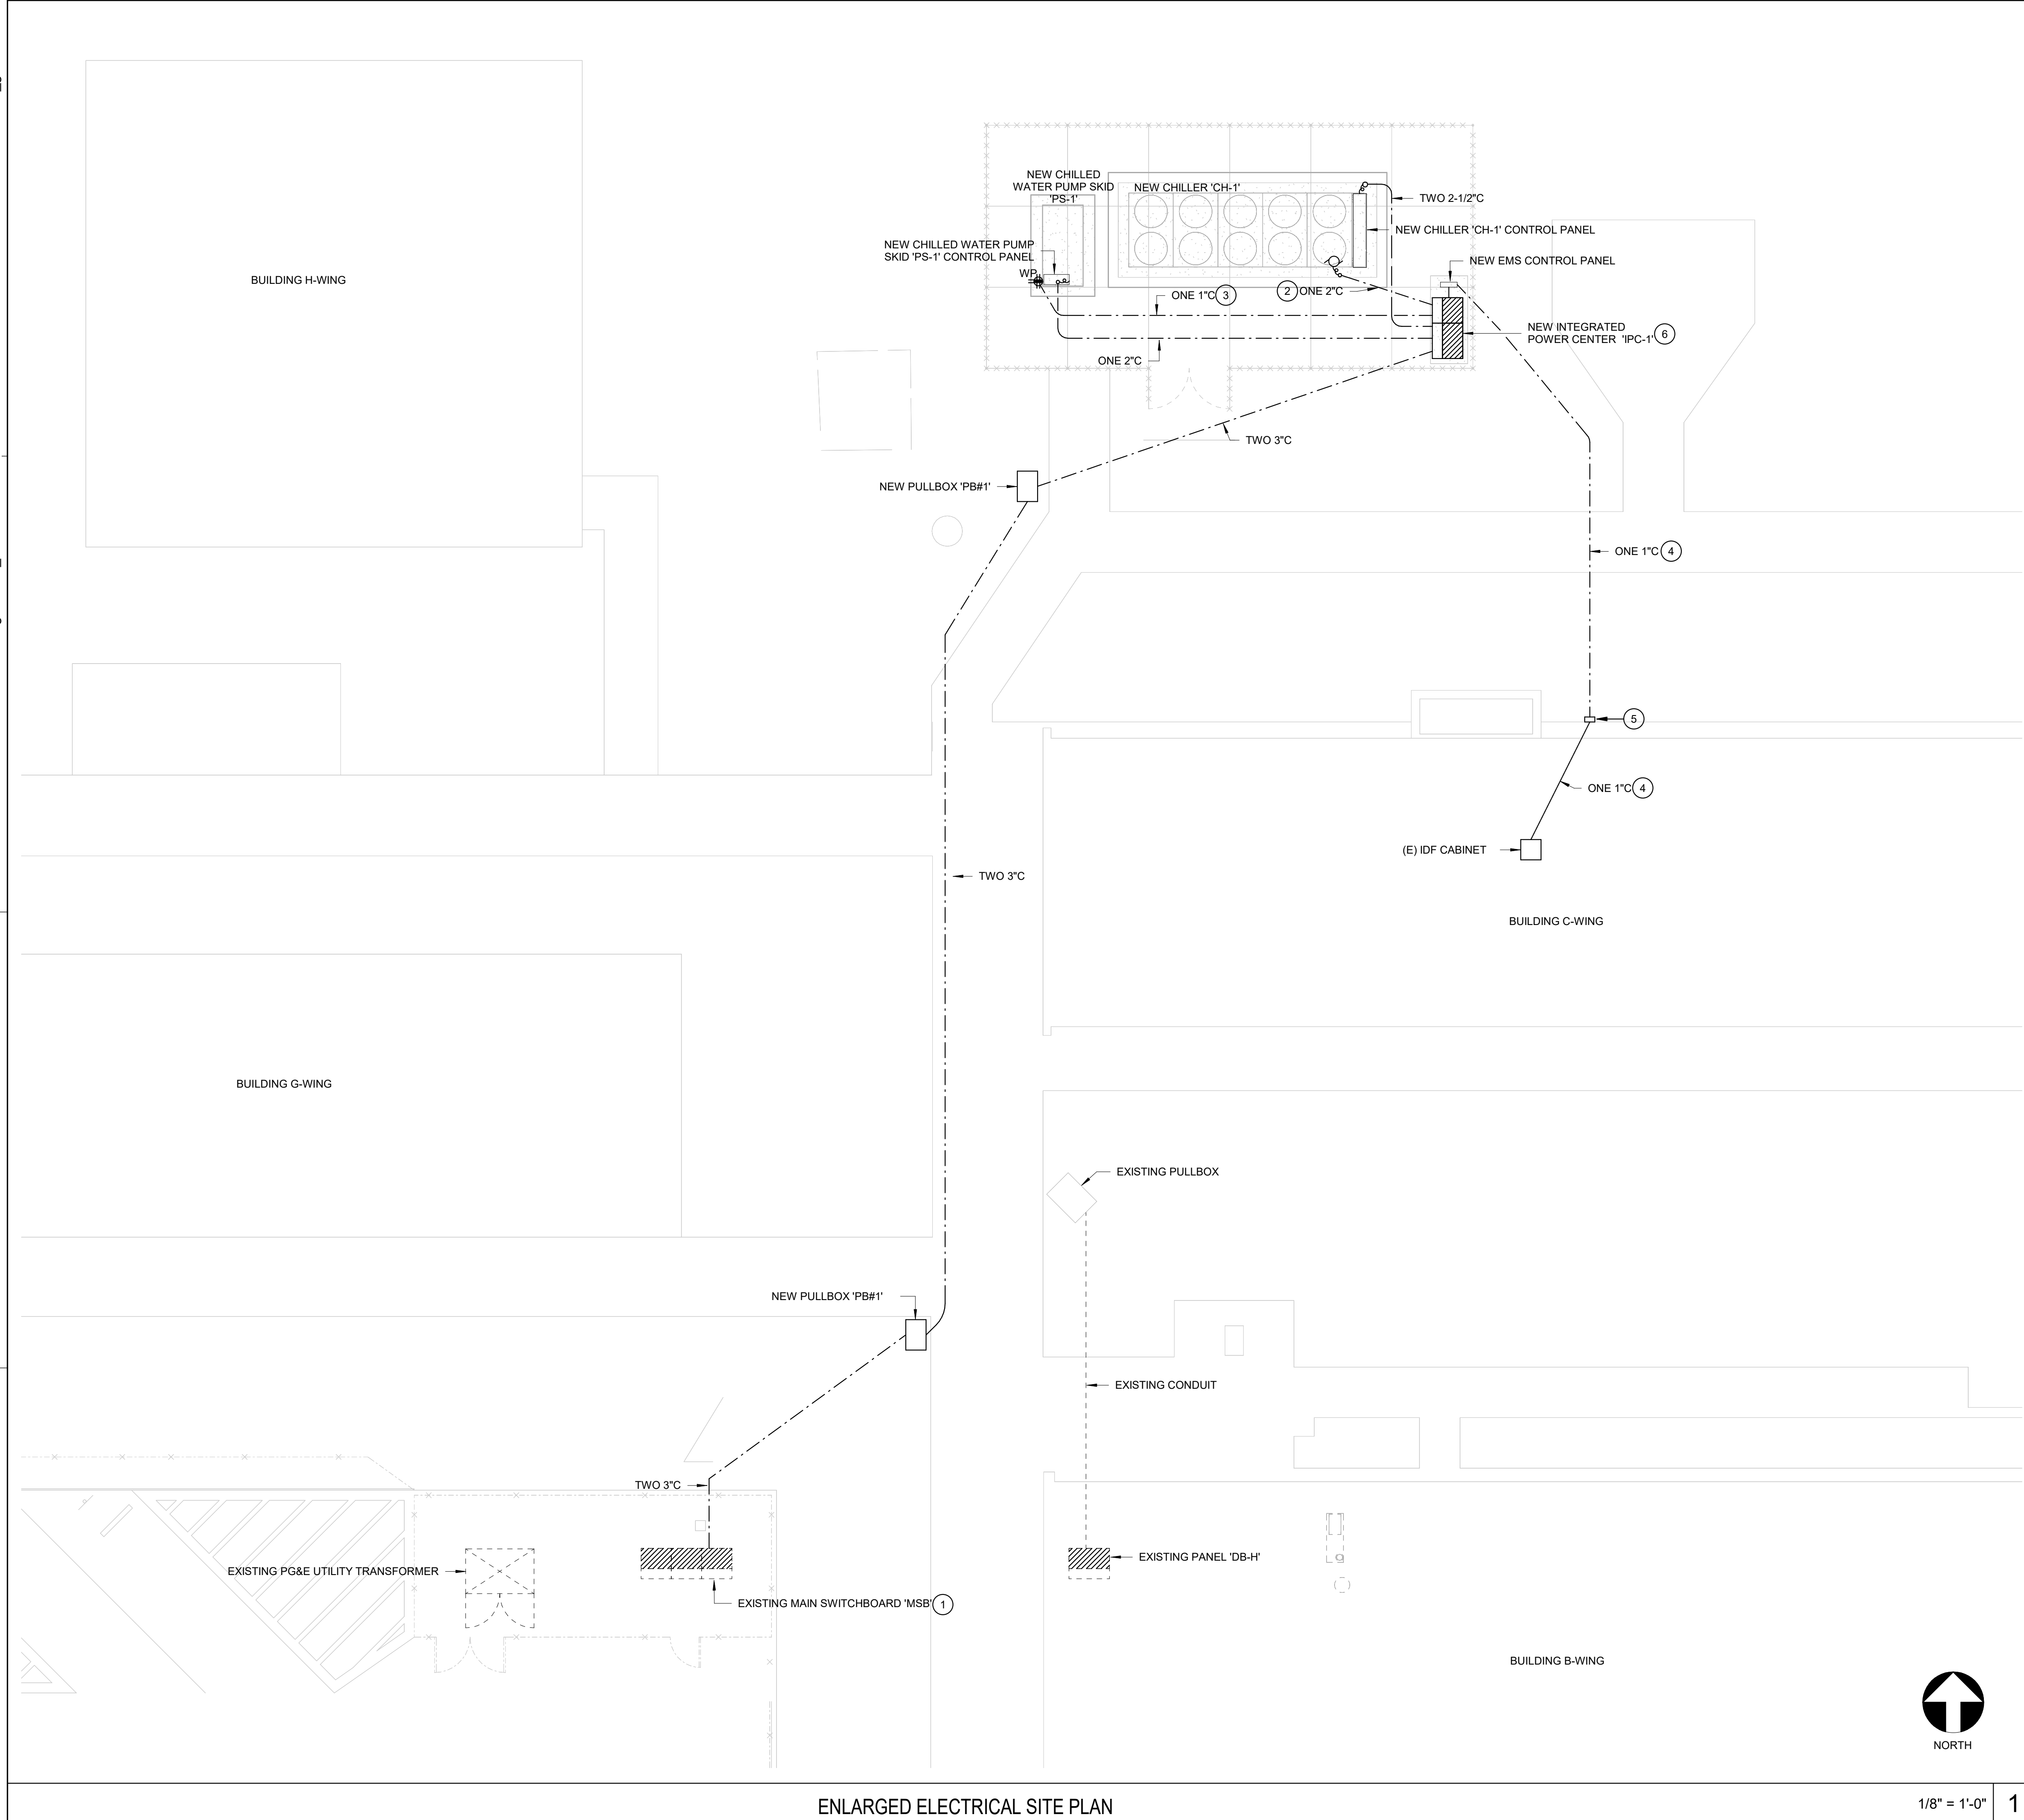 NEW CHILLED
WATER PUMP SKID
'PS-1'
NEW CHILLER 'CH-1'
TWO 2-1/2"C
NEW CHILLER 'CH-1' CONTROL PANEL
NEW CHILLED WATER PUMP
SKID 'PS-1' CONTROL PANEL
NEW EMS CONTROL PANEL
WP
BUILDING H-WING
ONE 1"C 3
2 ONE 2"C
NEW INTEGRATED
POWER CENTER 'IPC-1' 6
ONE 2"C
TWO 3"C
NEW PULLBOX 'PB#1'
ONE 1"C 4
5
ONE 1"C 4
(E) IDF CABINET
TWO 3"C
BUILDING C-WING
BUILDING G-WING
EXISTING PULLBOX
NEW PULLBOX 'PB#1'
EXISTING CONDUIT
TWO 3"C
EXISTING PANEL 'DB-H'
EXISTING PG&E UTILITY TRANSFORMER
EXISTING MAIN SWITCHBOARD 'MSB' 1
BUILDING B-WING
NORTH
ENLARGED ELECTRICAL SITE PLAN
1/8" = 1'-0"
1